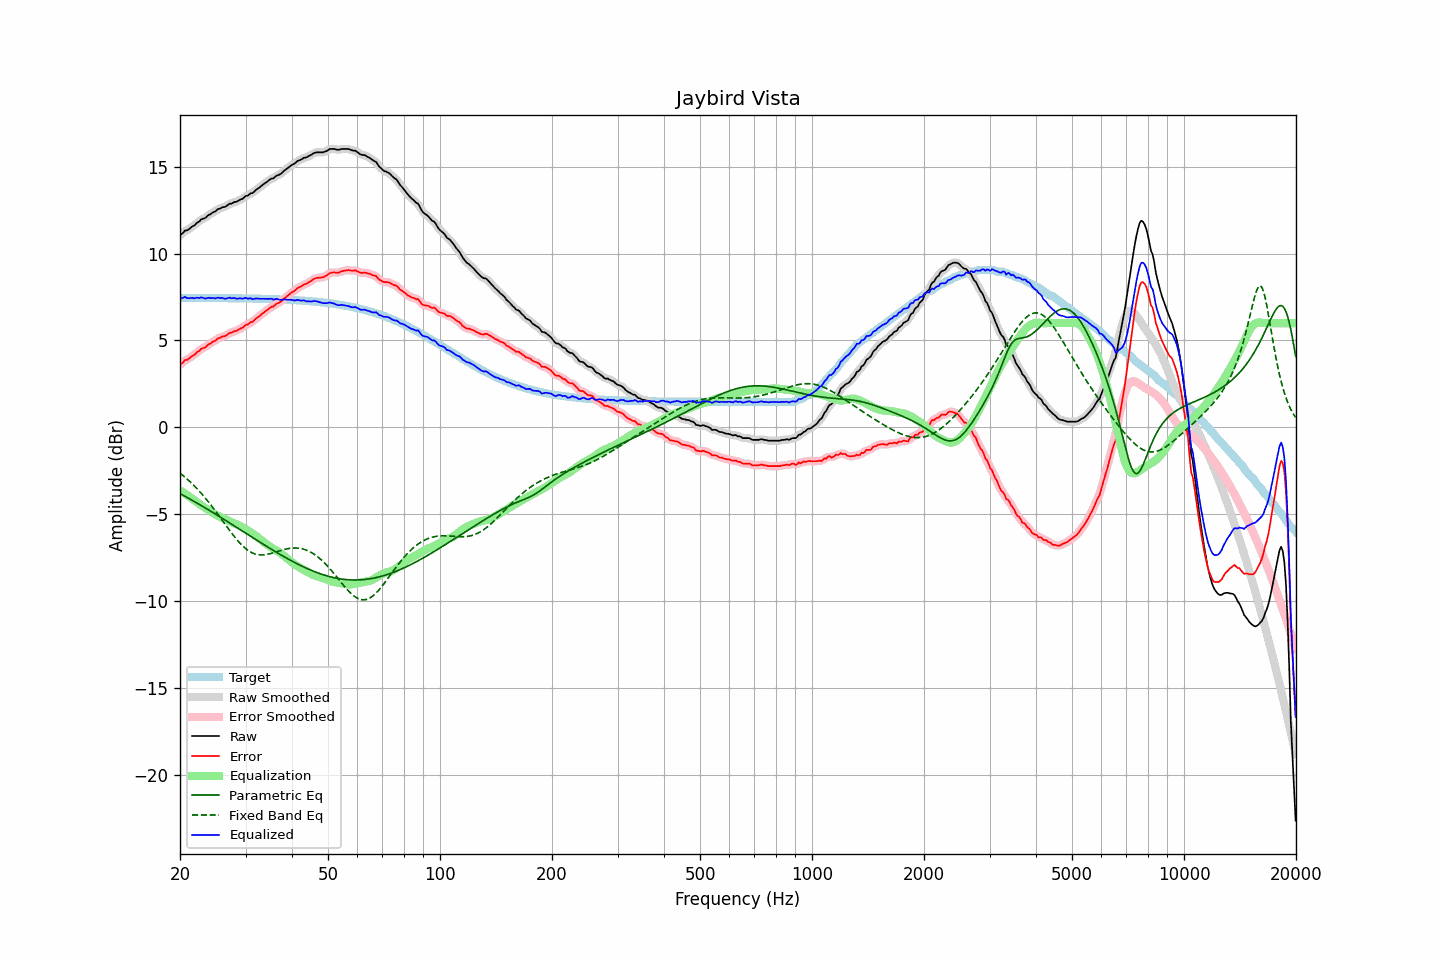 Jaybird Vista
Amplitude (dBr)
15
10
5
0
−5
−10
−15
−20
Target
Raw Smoothed
Error Smoothed
Raw
Error
Equalization
Parametric Eq
Fixed Band Eq
Equalized
20 50 100 200 500 1000 2000 5000 10000 20000
Frequency (Hz)